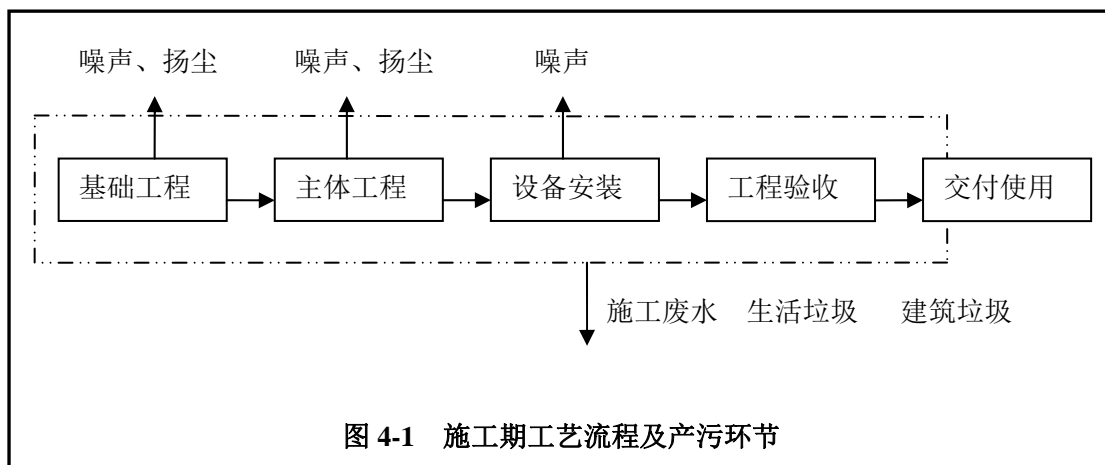 噪声、扬尘 噪声、扬尘 噪声
基础工程 主体工程 设备安装 工程验收 交付使用
施工废水 生活垃圾 建筑垃圾
图 4-1 施工期工艺流程及产污环节